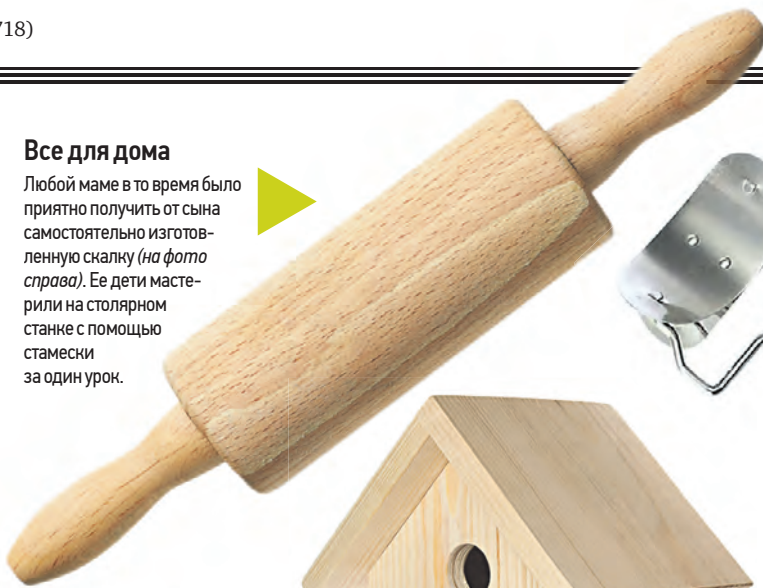 718)
Все для дома
Любой маме в то время было
приятно получить от сына
самостоятельно изготов-
ленную скалку (на фото
справа). Ее дети масте-
рили на столярном
станке с помощью
стамески
за один урок.